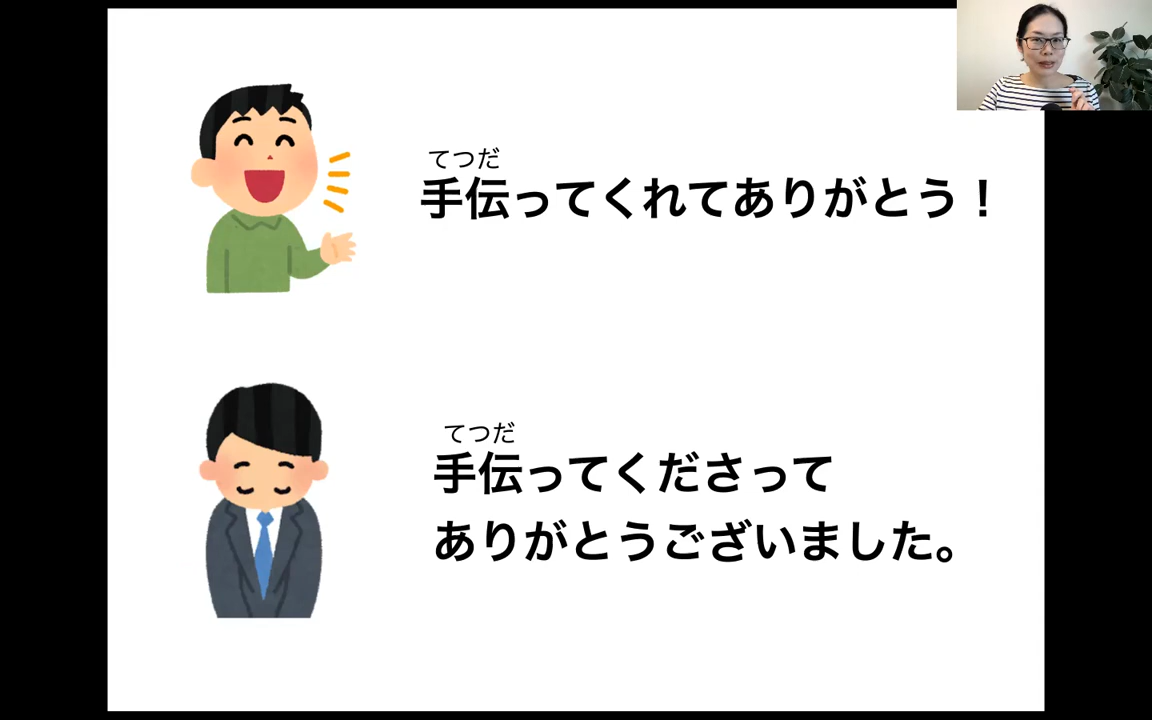 てつだ
手伝ってくれてありがとう！
てつだ
手伝ってくださって
ありがとうございました。